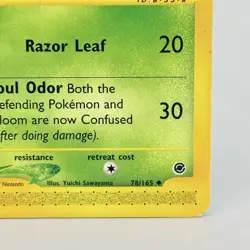 Razor Leaf 20
oul Odor Both the
efending Pokémon and
loom are now Confused
after doing damage). 30
resistance retreat cost
Nintendo Illus. Yuichi Sawayama 78/165